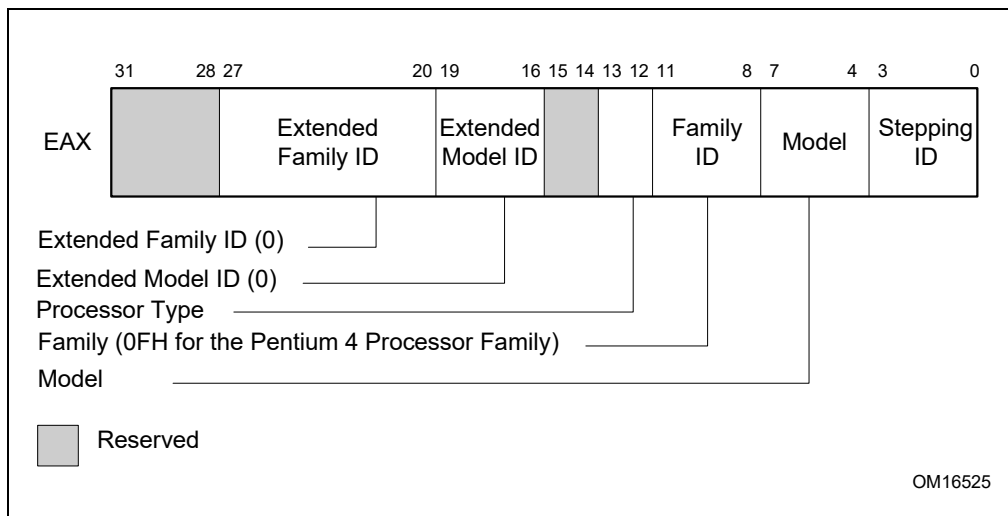 31 28 27 20 19 16 15 14 13 12 11 8 7 4 3 0
EAX
Extended Family ID
Extended Model ID
Family ID
Model
Stepping ID
Extended Family ID (0)
Extended Model ID (0)
Processor Type
Family (0FH for the Pentium 4 Processor Family)
Model
Reserved
OM16525